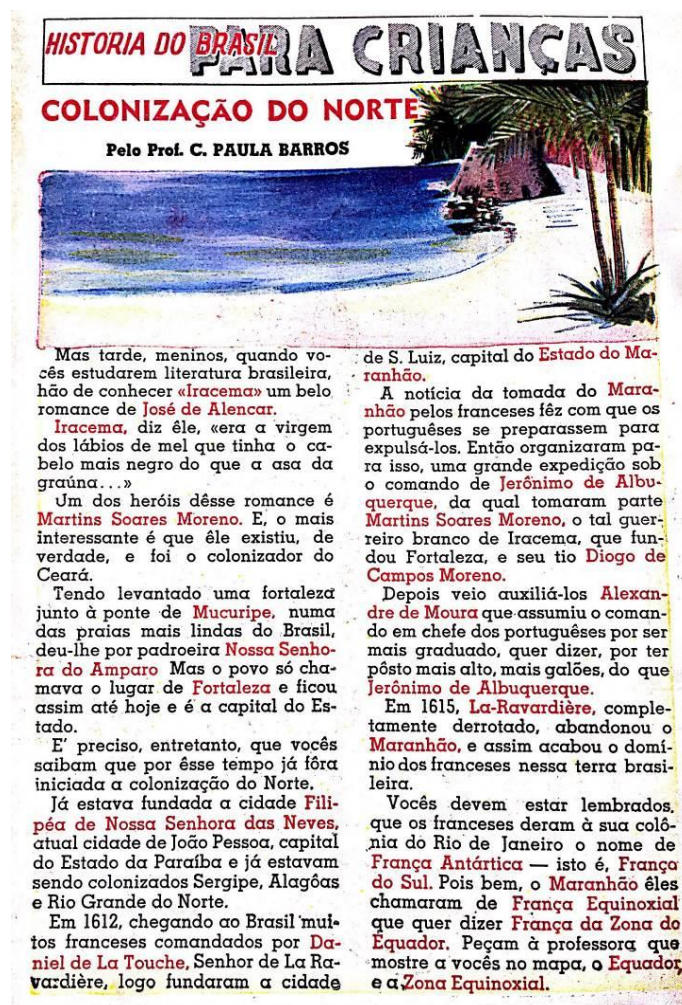 HISTORIA DO BRASIL PARA CRIANÇAS
COLONIZAÇÃO DO NORTE
Pelo Prof. C. PAULA BARROS
Mas tarde, meninos, quando vo-
cês estudarem literatura brasileira,
hão de conhecer «Iracema» um belo
romance de José de Alencar.
Iracema, diz êle, «era a virgem
dos lábios de mel que tinha o ca-
belo mais negro do que a asa da
graúna...»
Um dos heróis dêsse romance é
Martins Soares Moreno. E, o mais
interessante é que êle existiu, de
verdade, e foi o colonizador do
Ceará.
Tendo levantado uma fortaleza
junto à ponte de Mucuripe, numa
das praias mais lindas do Brasil,
deu-lhe por padroeira Nossa Senho-
ra do Amparo Mas o povo só cha-
mava o lugar de Fortaleza e ficou
assim até hoje e é a capital do Es-
tado.
E' preciso, entretanto, que vocês
saibam que por êsse tempo já fôra
iniciada a colonização do Norte.
Já estava fundada a cidade Fili-
péa de Nossa Senhora das Neves,
atual cidade de João Pessoa, capital
do Estado da Paraíba e já estavam
sendo colonizados Sergipe, Alagôas
e Rio Grande do Norte.
Em 1612, chegando ao Brasil mui-
tos franceses comandados por Da-
niel de La Touche, Senhor de La Ra-
vardière, logo fundaram a cidade
de S. Luiz, capital do Estado do Ma-
ranhão.
A notícia da tomada do Mara-
nhão pelos franceses fêz com que os
portuguêses se preparassem para
expulsá-los. Então organizaram pa-
ra isso, uma grande expedição sob
o comando de Jerônimo de Albu-
querque, da qual tomaram parte
Martins Soares Moreno, o tal guer-
reiro branco de Iracema, que fun-
dou Fortaleza, e seu tio Diogo de
Campos Moreno.
Depois veio auxiliá-los Alexan-
dre de Moura que assumiu o coman-
do em chefe dos portuguêses por ser
mais graduado, quer dizer, por ter
pôsto mais alto, mais galões, do que
Jerônimo de Albuquerque.
Em 1615, La-Ravardière, comple-
tamente derrotado, abandonou o
Maranhão, e assim acabou o domí-
nio dos franceses nessa terra brasi-
leira.
Vocês devem estar lembrados.
que os franceses deram à sua colô-
nia do Rio de Janeiro o nome de
França Antártica — isto é, França
do Sul. Pois bem, o Maranhão êles
chamaram de França Equinoxial
que quer dizer França da Zona do
Equador. Peçam à professora que
mostre a vocês no mapa, o Equador
e a Zona Equinoxial.